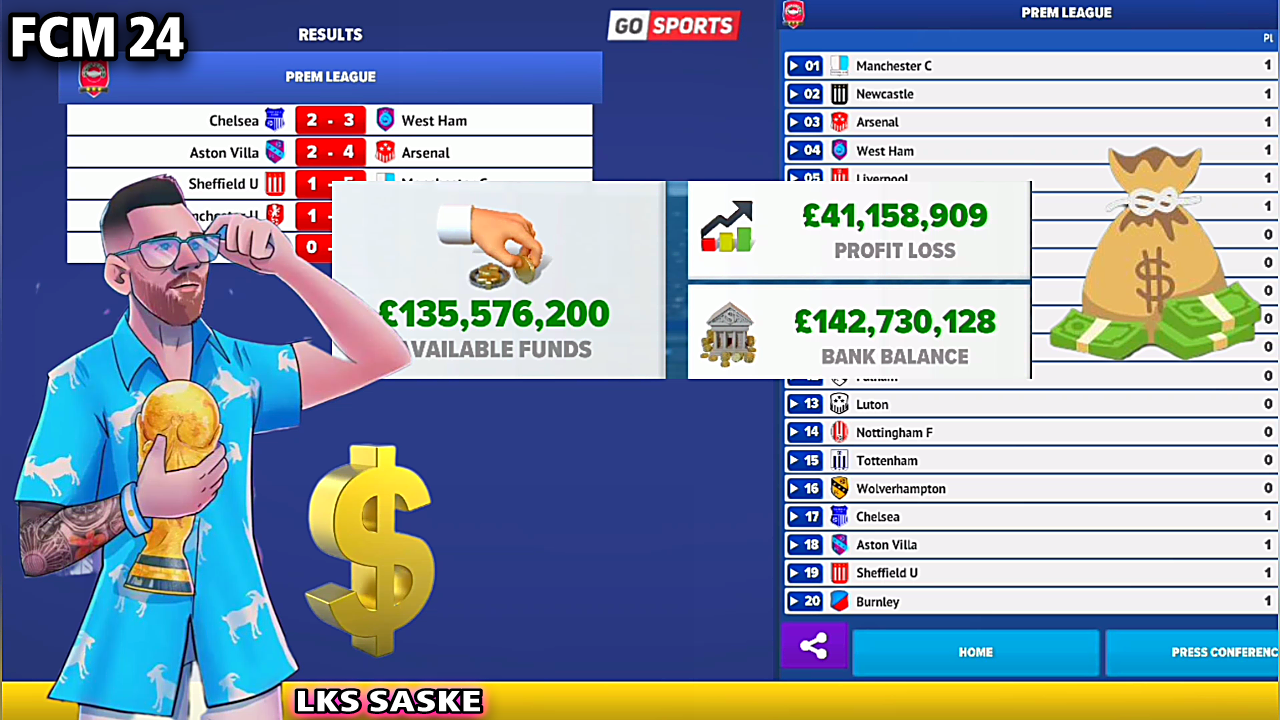 FCM 24
RESULTS
GO SPORTS
PREM LEAGUE
Chelsea 2 - 3 West Ham
Aston Villa 2 - 4 Arsenal
Sheffield U 1 -
1 -
0 -
£135,576,200
AVAILABLE FUNDS
£41,158,909
PROFIT LOSS
£142,730,128
BANK BALANCE
PREM LEAGUE
01 Manchester C 1
02 Newcastle 1
03 Arsenal 1
04 West Ham 1
05 Liverpool 1
1
0
0
0
0
0
0
13 Luton 0
14 Nottingham F 0
15 Tottenham 0
16 Wolverhampton 0
17 Chelsea 1
18 Aston Villa 1
19 Sheffield U 1
20 Burnley 1
HOME
PRESS CONFERENC
$
$
LKS SASKE